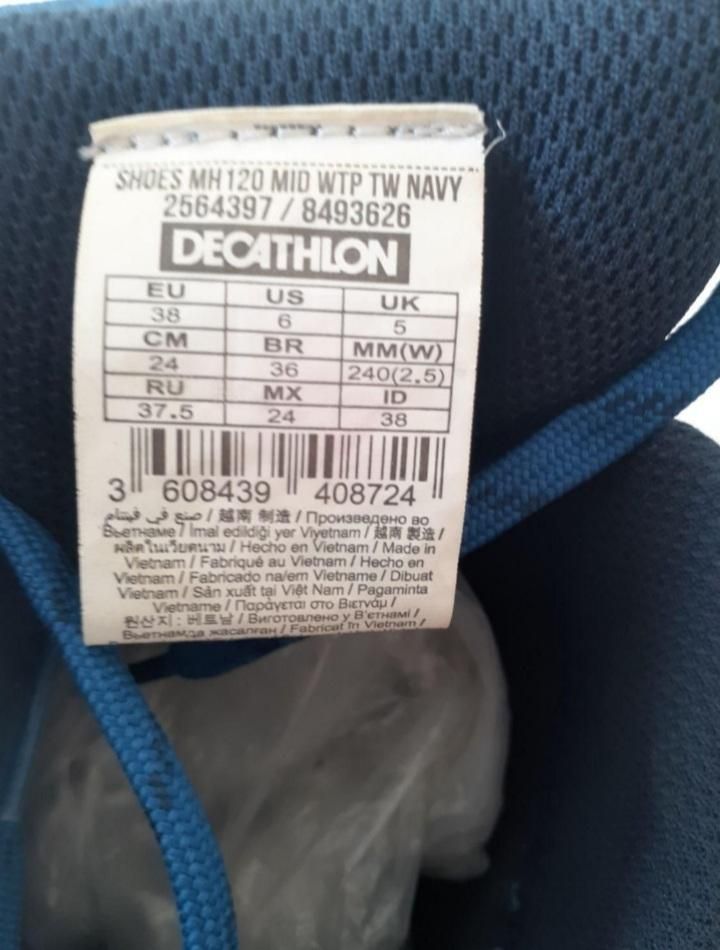 SHOES MH120 MID WTP TW NAVY
2564397 / 8493626
DECATHLON
EU US UK
38 6 5
CM BR MM(W)
24 36 240(2.5)
RU MX ID
37.5 24 38
3 608439 408724
صنع في فيتنام / 越南 制造 / Произведено во
Вьетнаме / İmal edildiği yer Vıyetnam / 越南 製造 /
ผลิตในเวียดนาม / Hecho en Vietnam / Made in
Vietnam / Fabriqué au Vietnam / Hecho en
Vietnam / Fabricado na/em Vietname / Dibuat
Vietnam / Sản xuất tại Việt Nam / Pagaminta
Vietname / Παράγεται στο Βιετνάμ /
원산지 : 베트남 / Виготовлено у В'єтнамі /
Вьетнамда жасалған / Fabricat în Vietnam /